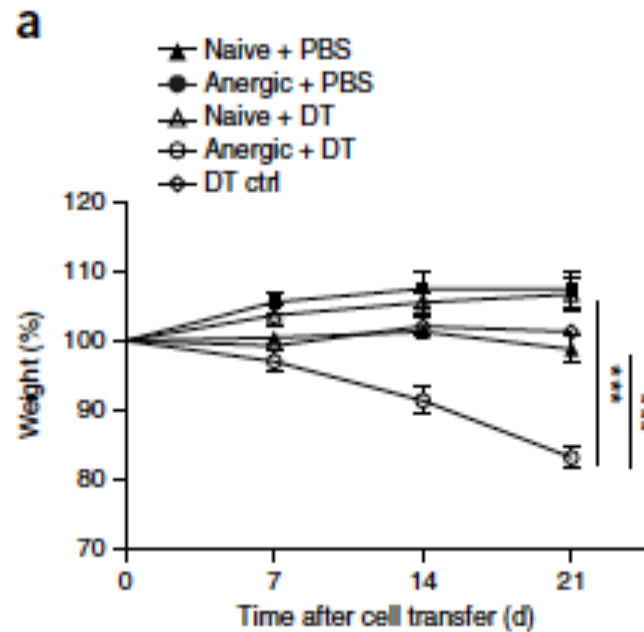 a
Naive + PBS
Anergic + PBS
Naive + DT
Anergic + DT
DT ctrl
120
110
100
90
80
70
Weight (%)
0 7 14 21
Time after cell transfer (d)
***